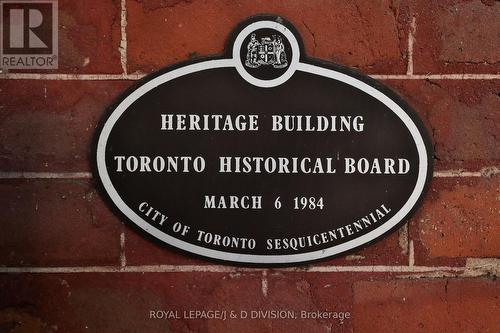 REALTOR
HERITAGE BUILDING
TORONTO HISTORICAL BOARD
MARCH 6 1984
CITY OF TORONTO SESQUICENTENNIAL
ROYAL LEPAGE/J & D DIVISION, Brokerage